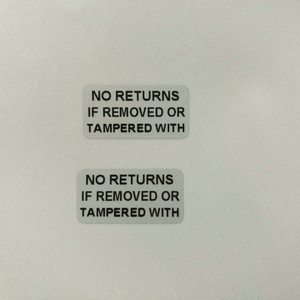 NO RETURNS
IF REMOVED OR
TAMPERED WITH
NO RETURNS
IF REMOVED OR
TAMPERED WITH